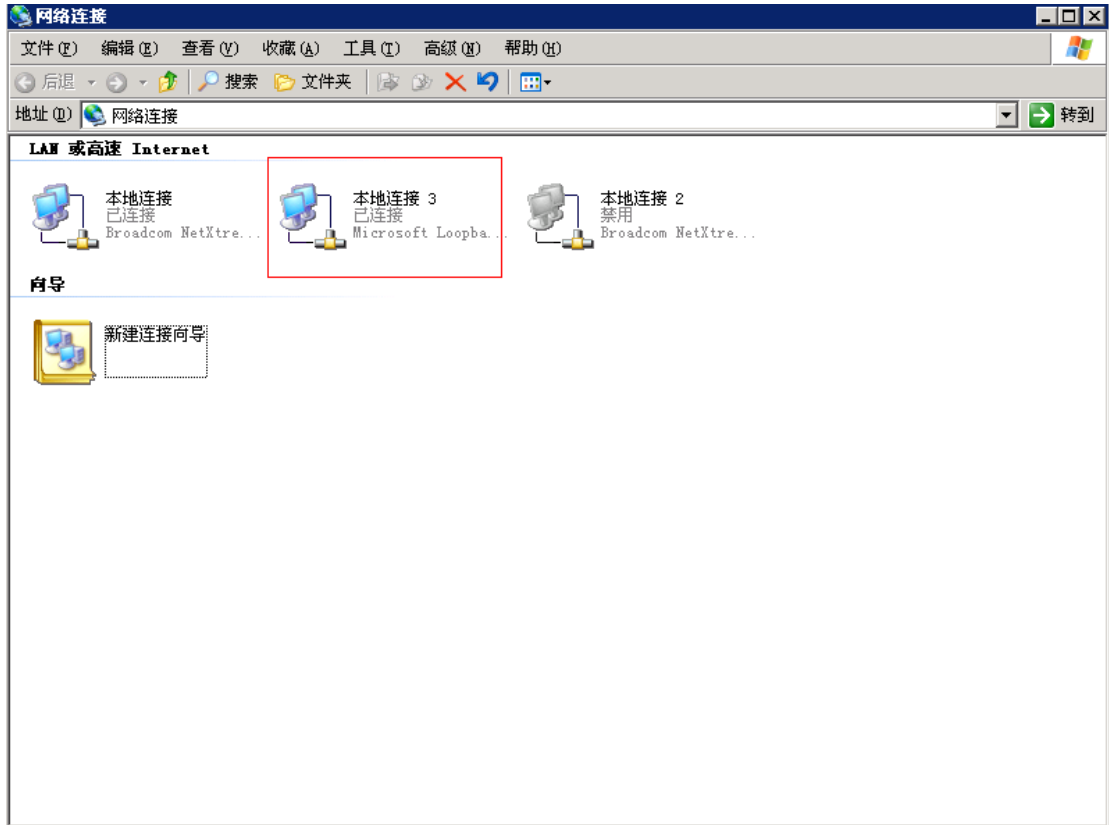 网络连接
文件(F) 编辑(E) 查看(V) 收藏(A) 工具(T) 高级(N) 帮助(H)
后退 搜索 文件夹
地址(D) 网络连接 转到
LAN 或高速 Internet
本地连接
已连接
Broadcom NetXtre...
本地连接 3
已连接
Microsoft Loopba...
本地连接 2
禁用
Broadcom NetXtre...
向导
新建连接向导